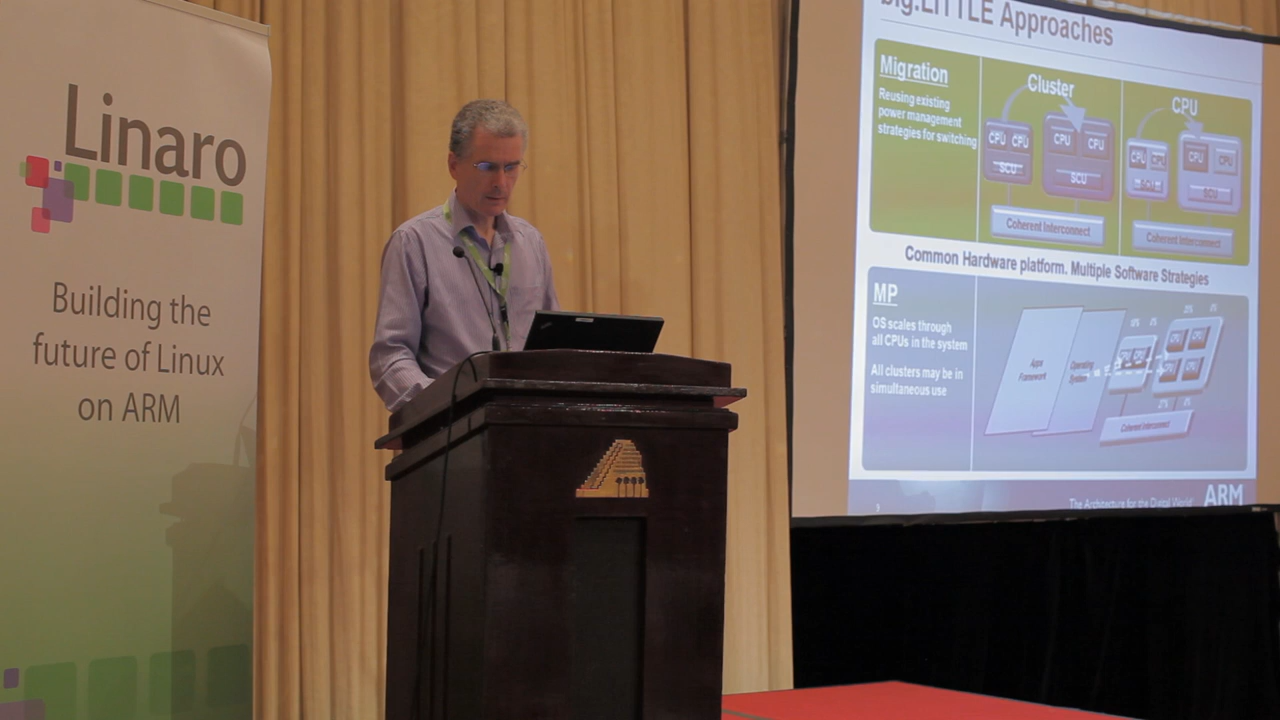 Linaro
Building the
future of Linux
on ARM
big.LITTLE Approaches
Migration
Reusing existing
power management
strategies for switching
Cluster
CPU CPU
SCU
CPU CPU
SCU
Coherent Interconnect
CPU
CPU CPU
SCU
CPU CPU
SCU
Coherent Interconnect
Common Hardware platform. Multiple Software Strategies
MP
OS scales through
all CPUs in the system
All clusters may be in
simultaneous use
Apps
Framework
Operating
System
Coherent Interconnect
The Architecture for the Digital World
ARM